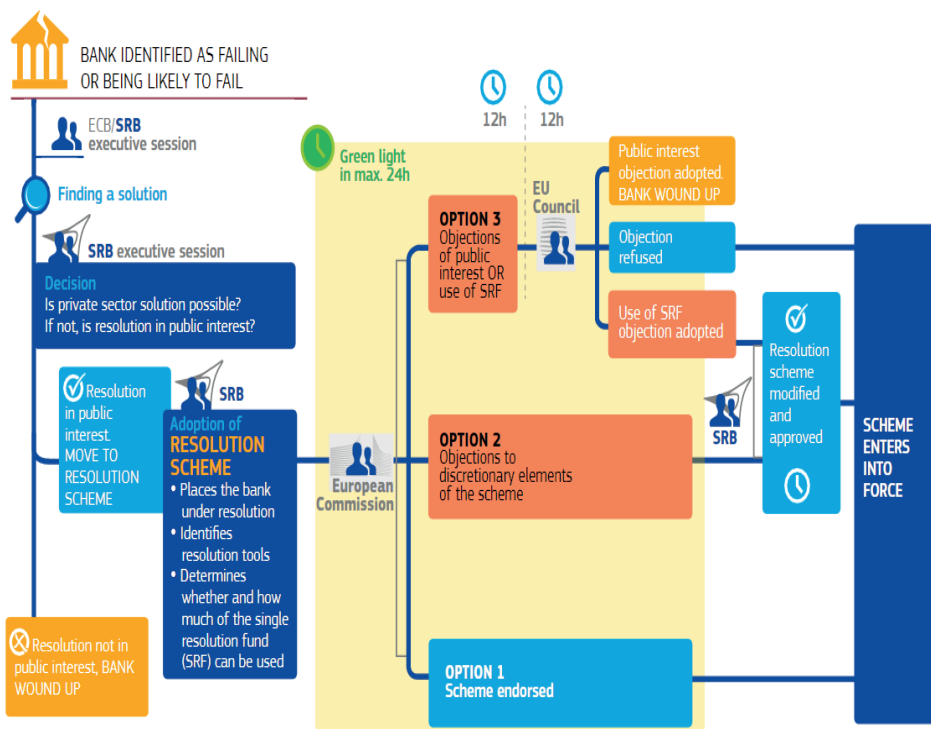 BANK IDENTIFIED AS FAILING
OR BEING LIKELY TO FAIL
ECB/SRB
executive session
Finding a solution
SRB executive session
Decision
Is private sector solution possible?
If not, is resolution in public interest?
Resolution
in public
interest.
MOVE TO
RESOLUTION
SCHEME
SRB
Adoption of
RESOLUTION
SCHEME
• Places the bank
under resolution
• Identifies
resolution tools
• Determines
whether and how
much of the single
resolution fund
(SRF) can be used
Resolution not in
public interest, BANK
WOUND UP
European
Commission
Green light
in max. 24h
12h
12h
OPTION 3
Objections
of public
interest OR
use of SRF
EU
Council
Public interest
objection adopted.
BANK WOUND UP
Objection
refused
Use of SRF
objection adopted
OPTION 2
Objections to
discretionary elements
of the scheme
SRB
Resolution
scheme
modified
and
approved
OPTION 1
Scheme endorsed
SCHEME
ENTERS
INTO
FORCE